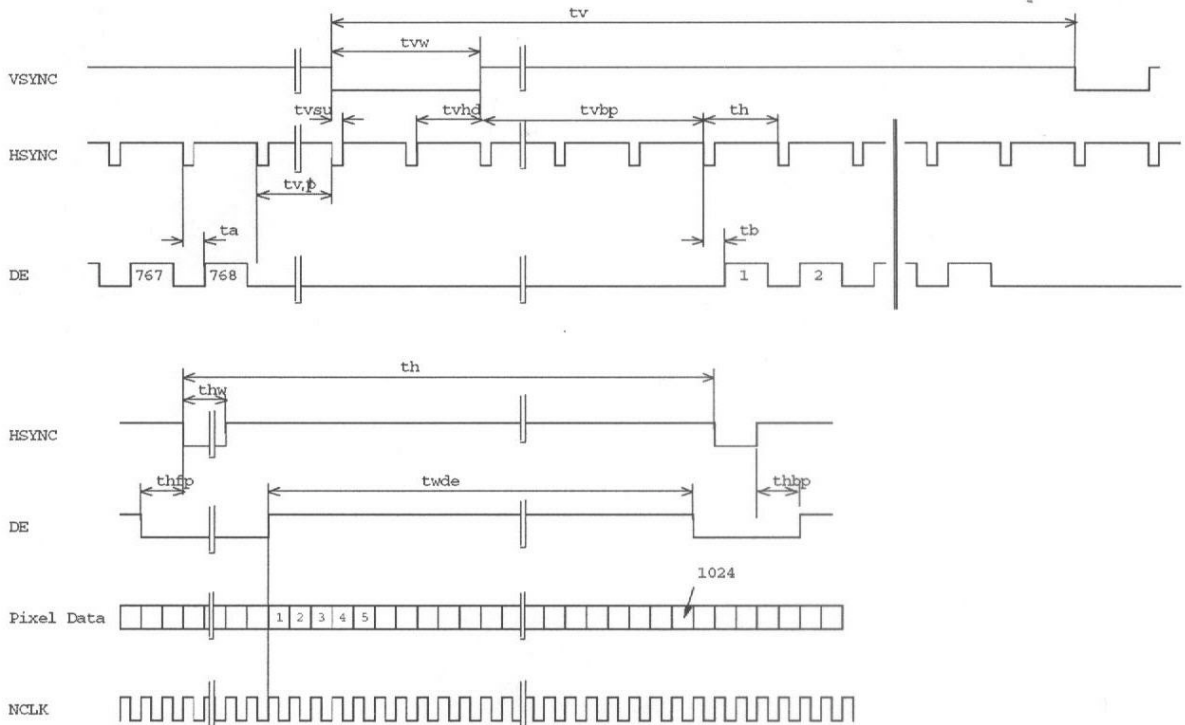 tv
tvw
VSYNC
tvsu
tvhd
tvbp
th
HSYNC
ta
tb
DE
767
768
1
2
th
thw
HSYNC
thfp
twde
thbp
DE
1024
Pixel Data
1 2 3 4 5
NCLK